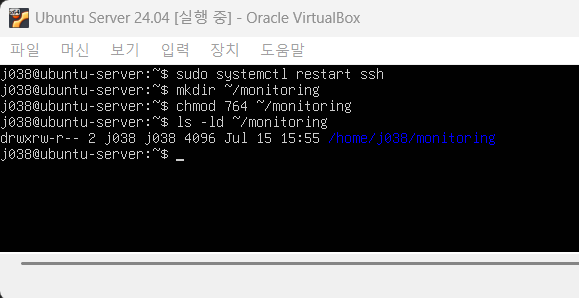 Ubuntu Server 24.04 [실행 중] - Oracle VirtualBox
파일 머신 보기 입력 장치 도움말
j038@ubuntu-server:~$ sudo systemctl restart ssh
j038@ubuntu-server:~$ mkdir ~/monitoring
j038@ubuntu-server:~$ chmod 764 ~/monitoring
j038@ubuntu-server:~$ ls -ld ~/monitoring
drwxrw-r-- 2 j038 j038 4096 Jul 15 15:55 /home/j038/monitoring
j038@ubuntu-server:~$ _